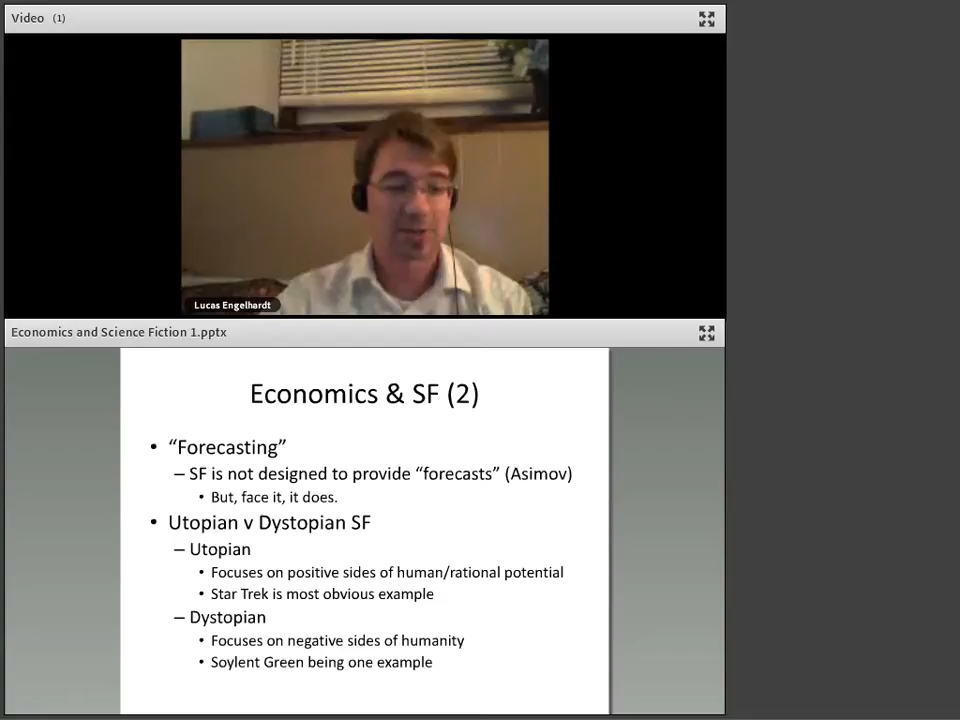 Video (1)
Lucas Engelhardt
Economics and Science Fiction 1.pptx
Economics & SF (2)
• “Forecasting”
– SF is not designed to provide “forecasts” (Asimov)
• But, face it, it does.
• Utopian v Dystopian SF
– Utopian
• Focuses on positive sides of human/rational potential
• Star Trek is most obvious example
– Dystopian
• Focuses on negative sides of humanity
• Soylent Green being one example